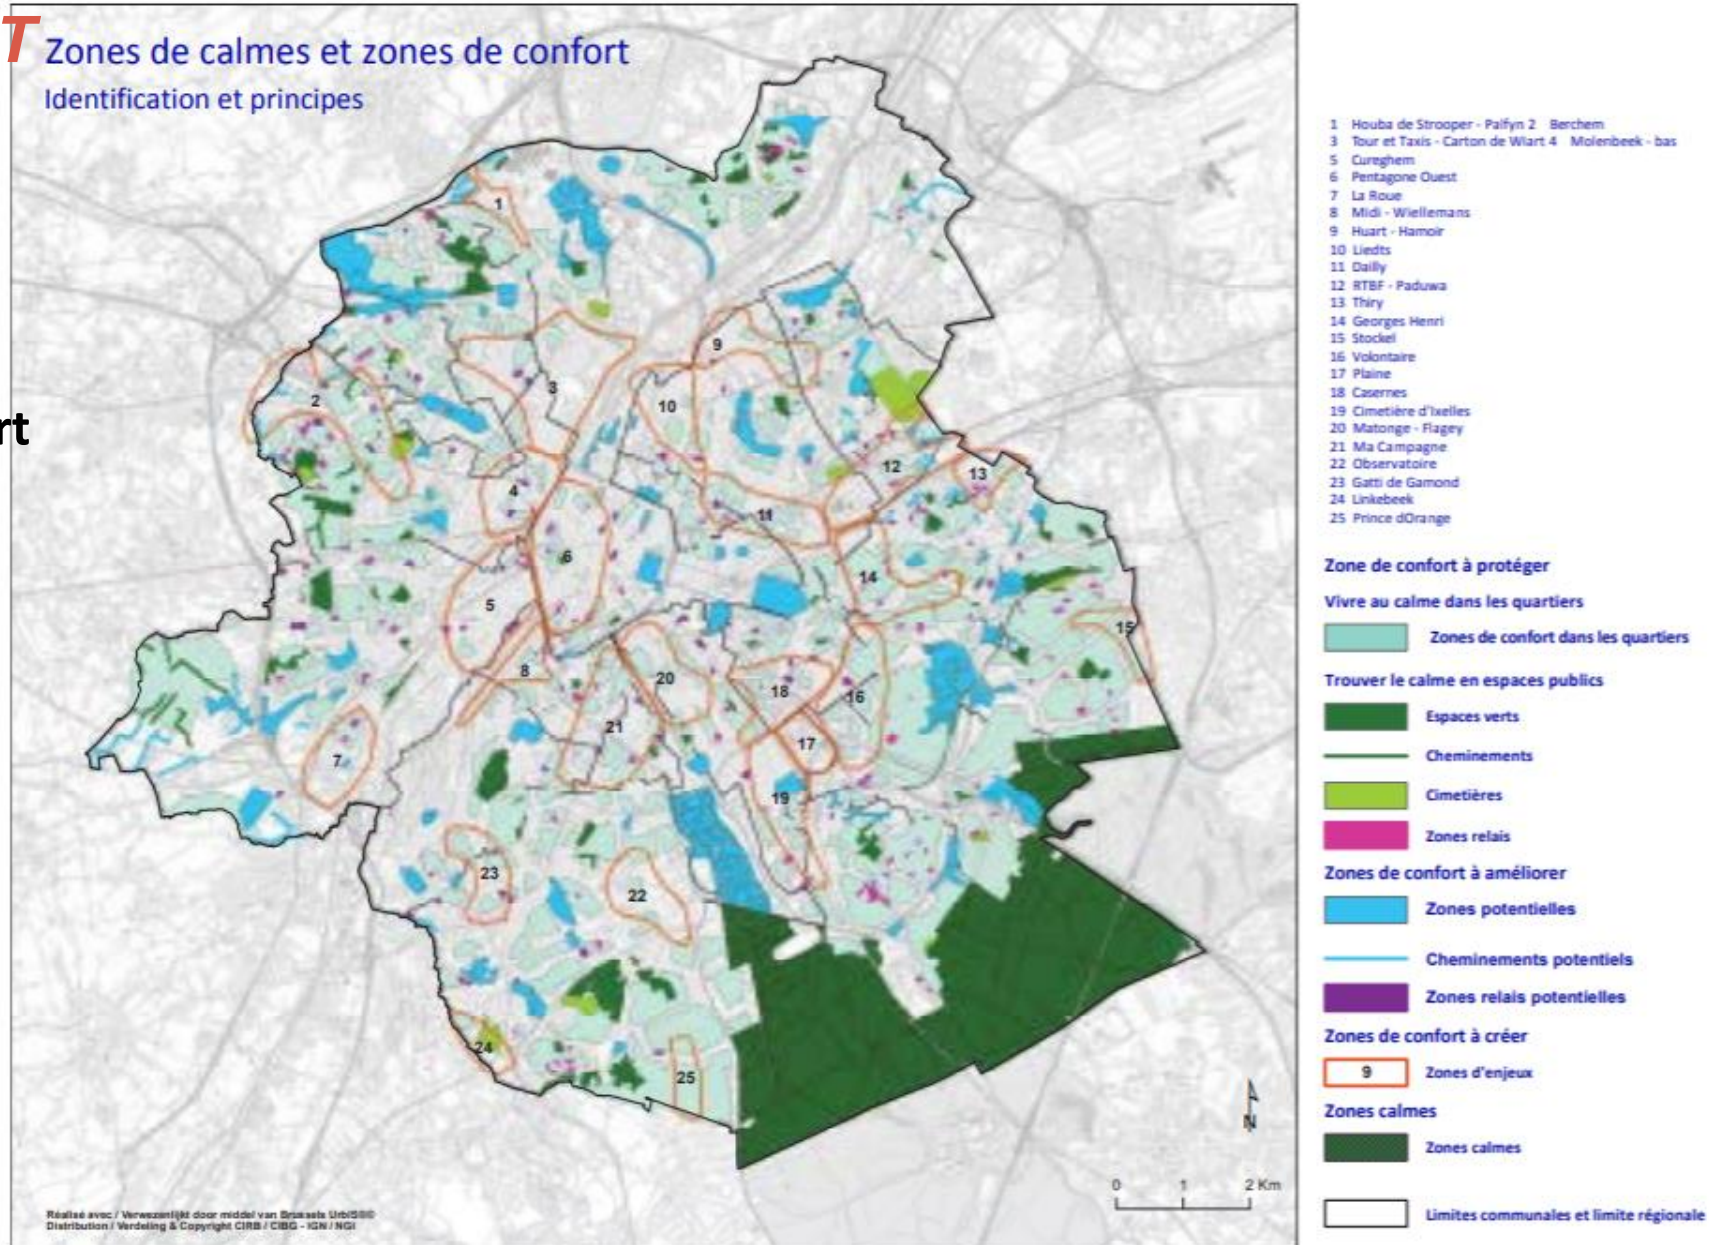 T
Zones de calmes et zones de confort
Identification et principes
rt
1
2
3
4
5
6
7
8
9
10
11
12
13
14
15
16
17
18
19
20
21
22
23
24
25
N
0 1 2 Km
Réalisé avec / Verwezenlijkt door middel van Brussels UrbIS®©
Distribution / Verdeling & Copyright CIRB / CIBG - IGN / NGI
1 Houba de Strooper - Palfyn 2 Berchem
3 Tour et Taxis - Carton de Wiart 4 Molenbeek - bas
5 Cureghem
6 Pentagone Ouest
7 La Roue
8 Midi - Wiellemans
9 Huart - Hamoir
10 Liedts
11 Dailly
12 RTBF - Paduwa
13 Thiry
14 Georges Henri
15 Stockel
16 Volontaire
17 Plaine
18 Casernes
19 Cimetière d'Ixelles
20 Matonge - Flagey
21 Ma Campagne
22 Observatoire
23 Gatti de Gamond
24 Linkebeek
25 Prince dOrange
Zone de confort à protéger
Vivre au calme dans les quartiers
Zones de confort dans les quartiers
Trouver le calme en espaces publics
Espaces verts
Cheminements
Cimetières
Zones relais
Zones de confort à améliorer
Zones potentielles
Cheminements potentiels
Zones relais potentielles
Zones de confort à créer
9 Zones d'enjeux
Zones calmes
Zones calmes
Limites communales et limite régionale